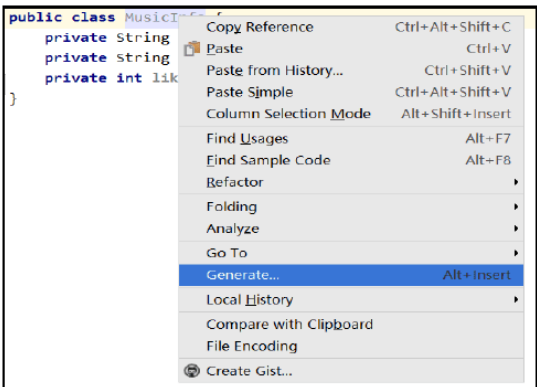 public class MusicInfo {
private String
private String
private int lik
}
Copy Reference Ctrl+Alt+Shift+C
Paste Ctrl+V
Paste from History... Ctrl+Shift+V
Paste Simple Ctrl+Alt+Shift+V
Column Selection Mode Alt+Shift+Insert
Find Usages Alt+F7
Find Sample Code Alt+F8
Refactor
Folding
Analyze
Go To
Generate... Alt+Insert
Local History
Compare with Clipboard
File Encoding
Create Gist...